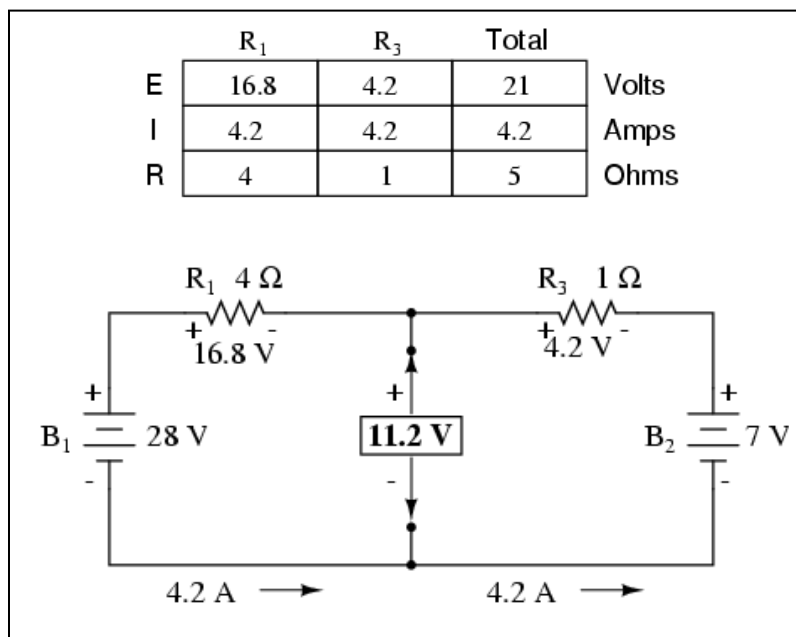 R₁ R₃ Total
E 16.8 4.2 21 Volts
I 4.2 4.2 4.2 Amps
R 4 1 5 Ohms
R₁ 4 Ω R₃ 1 Ω
+ - + -
16.8 V 4.2 V
+ + +
B₁ 28 V 11.2 V B₂ 7 V
- - -
4.2 A 4.2 A